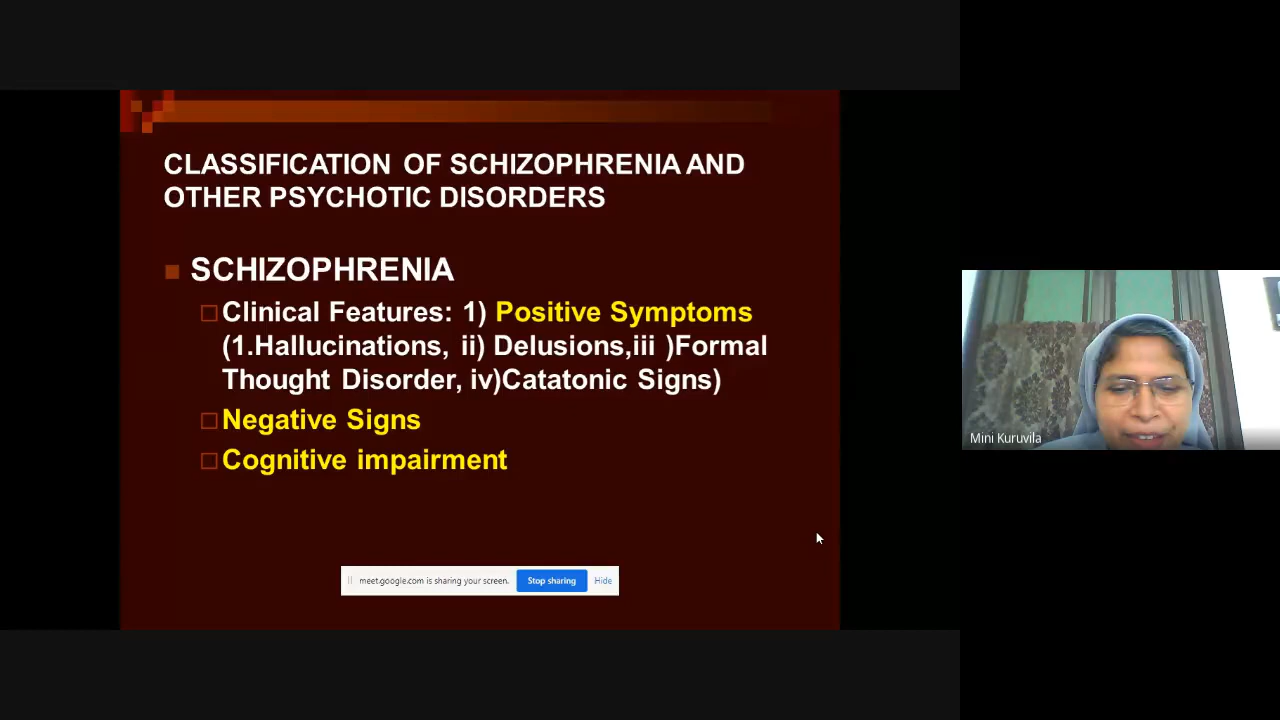 CLASSIFICATION OF SCHIZOPHRENIA AND
OTHER PSYCHOTIC DISORDERS
SCHIZOPHRENIA
Clinical Features: 1) Positive Symptoms
(1.Hallucinations, ii) Delusions,iii )Formal
Thought Disorder, iv)Catatonic Signs)
Negative Signs
Cognitive impairment
meet.google.com is sharing your screen. Stop sharing Hide
Mini Kuruvila